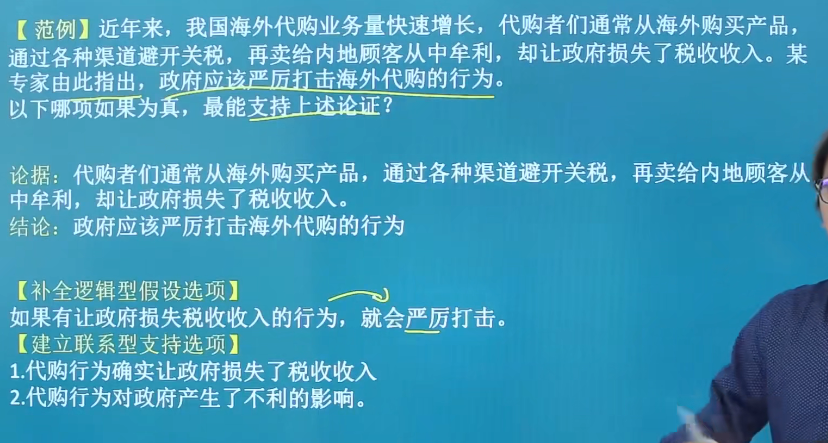 【 范例】近年来，我国海外代购业务量快速增长，代购者们通常从海外购买产品，
通过各种渠道避开关税，再卖给内地顾客从中牟利，却让政府损失了税收收入。某
专家由此指出，政府应该严厉打击海外代购的行为。
以下哪项如果为真，最能支持上述论证？
论据：代购者们通常从海外购买产品，通过各种渠道避开关税，再卖给内地顾客从
中牟利，却让政府损失了税收收入。
结论：政府应该严厉打击海外代购的行为
【补全逻辑型假设选项】
如果有让政府损失税收收入的行为，就会严厉打击。
【建立联系型支持选项】
1.代购行为确实让政府损失了税收收入
2.代购行为对政府产生了不利的影响。